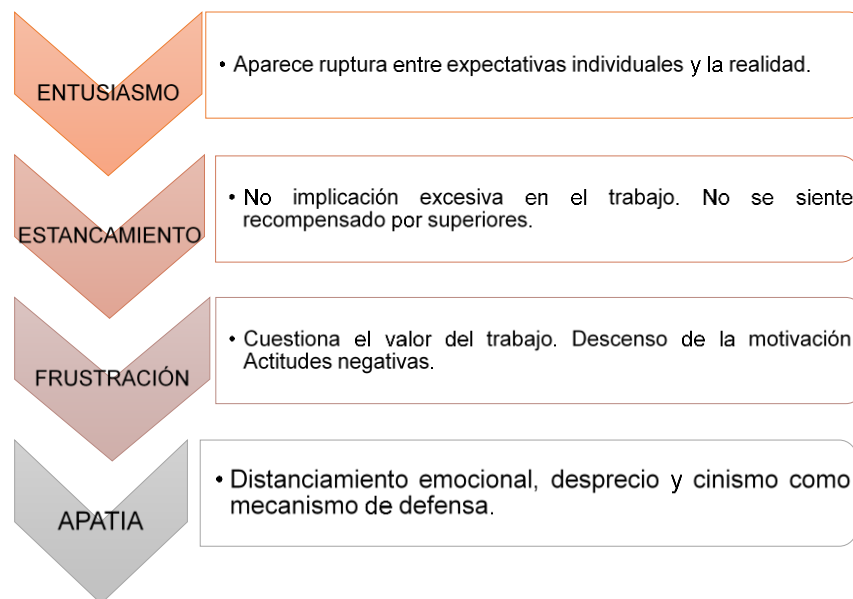 ENTUSIASMO
• Aparece ruptura entre expectativas individuales y la realidad.
ESTANCAMIENTO
• No implicación excesiva en el trabajo. No se siente
recompensado por superiores.
FRUSTRACIÓN
• Cuestiona el valor del trabajo. Descenso de la motivación
Actitudes negativas.
APATIA
• Distanciamiento emocional, desprecio y cinismo como
mecanismo de defensa.